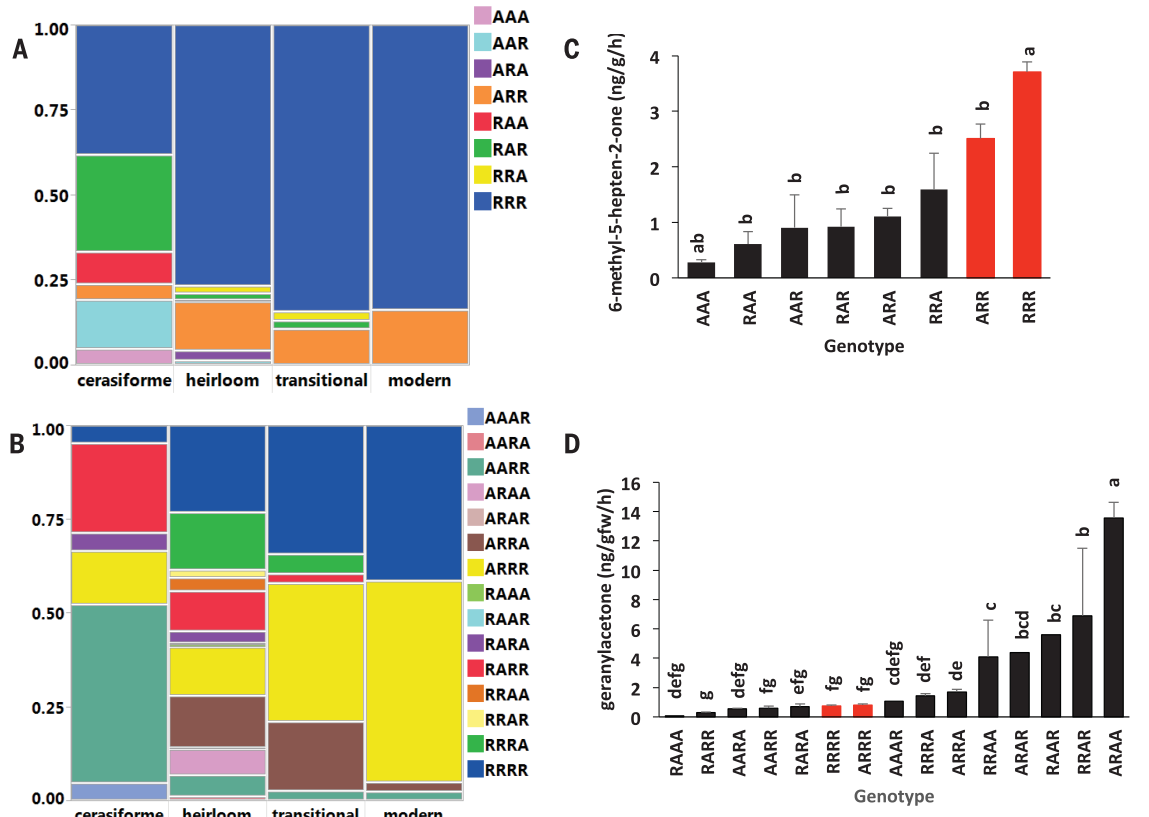 A
1.00
0.75
0.50
0.25
0.00
cerasiforme heirloom transitional modern
AAA
AAR
ARA
ARR
RAA
RAR
RRA
RRR
C
6-methyl-5-hepten-2-one (ng/g/h)
4
3
2
1
0
ab
b
b
b
b
b
b
a
AAA
RAA
AAR
RAR
ARA
RRA
ARR
RRR
Genotype
B
1.00
0.75
0.50
0.25
0.00
cerasiforme heirloom transitional modern
AAAR
AARA
AARR
ARAA
ARAR
ARRA
ARRR
RAAA
RAAR
RARA
RARR
RRAA
RRAR
RRRA
RRRR
D
geranylacetone (ng/gfw/h)
16
14
12
10
8
6
4
2
0
defg
g
defg
fg
efg
fg
fg
cdefg
def
de
c
bcd
bc
b
a
RAAA
RARR
AARA
AARR
RARA
RRRR
ARRR
AAAR
RRRA
ARRA
RRAA
ARAR
RAAR
RRAR
ARAA
Genotype